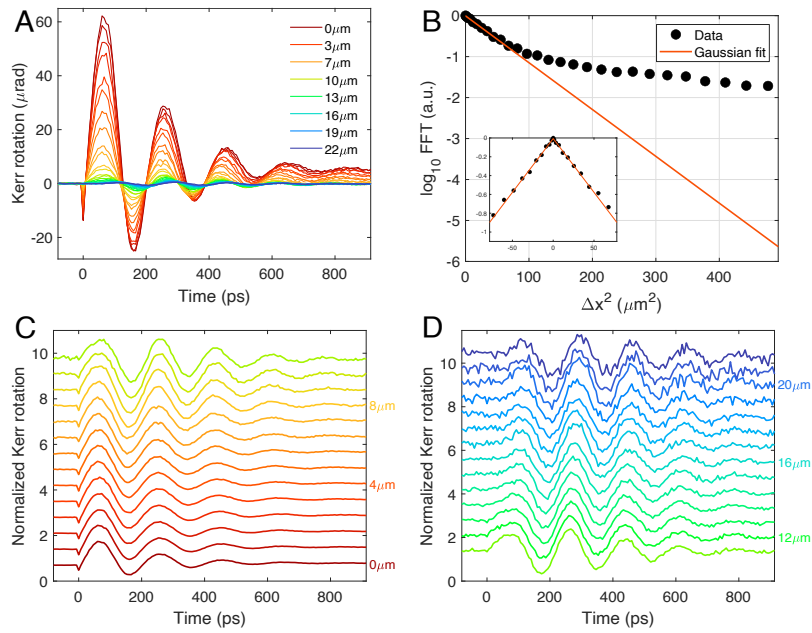 A
Kerr rotation (μrad)
60
40
20
0
-20
0
200
400
600
800
Time (ps)
0μm
3μm
7μm
10μm
13μm
16μm
19μm
22μm
B
log10 FFT (a.u.)
0
-1
-2
-3
-4
-5
-6
0
100
200
300
400
Δx² (μm²)
Data
Gaussian fit
0
-0.2
-0.4
-0.6
-0.8
-1
-50
0
50
C
Normalized Kerr rotation
10
8
6
4
2
0
0
200
400
600
800
Time (ps)
8μm
4μm
0μm
D
Normalized Kerr rotation
10
8
6
4
2
0
0
200
400
600
800
Time (ps)
20μm
16μm
12μm